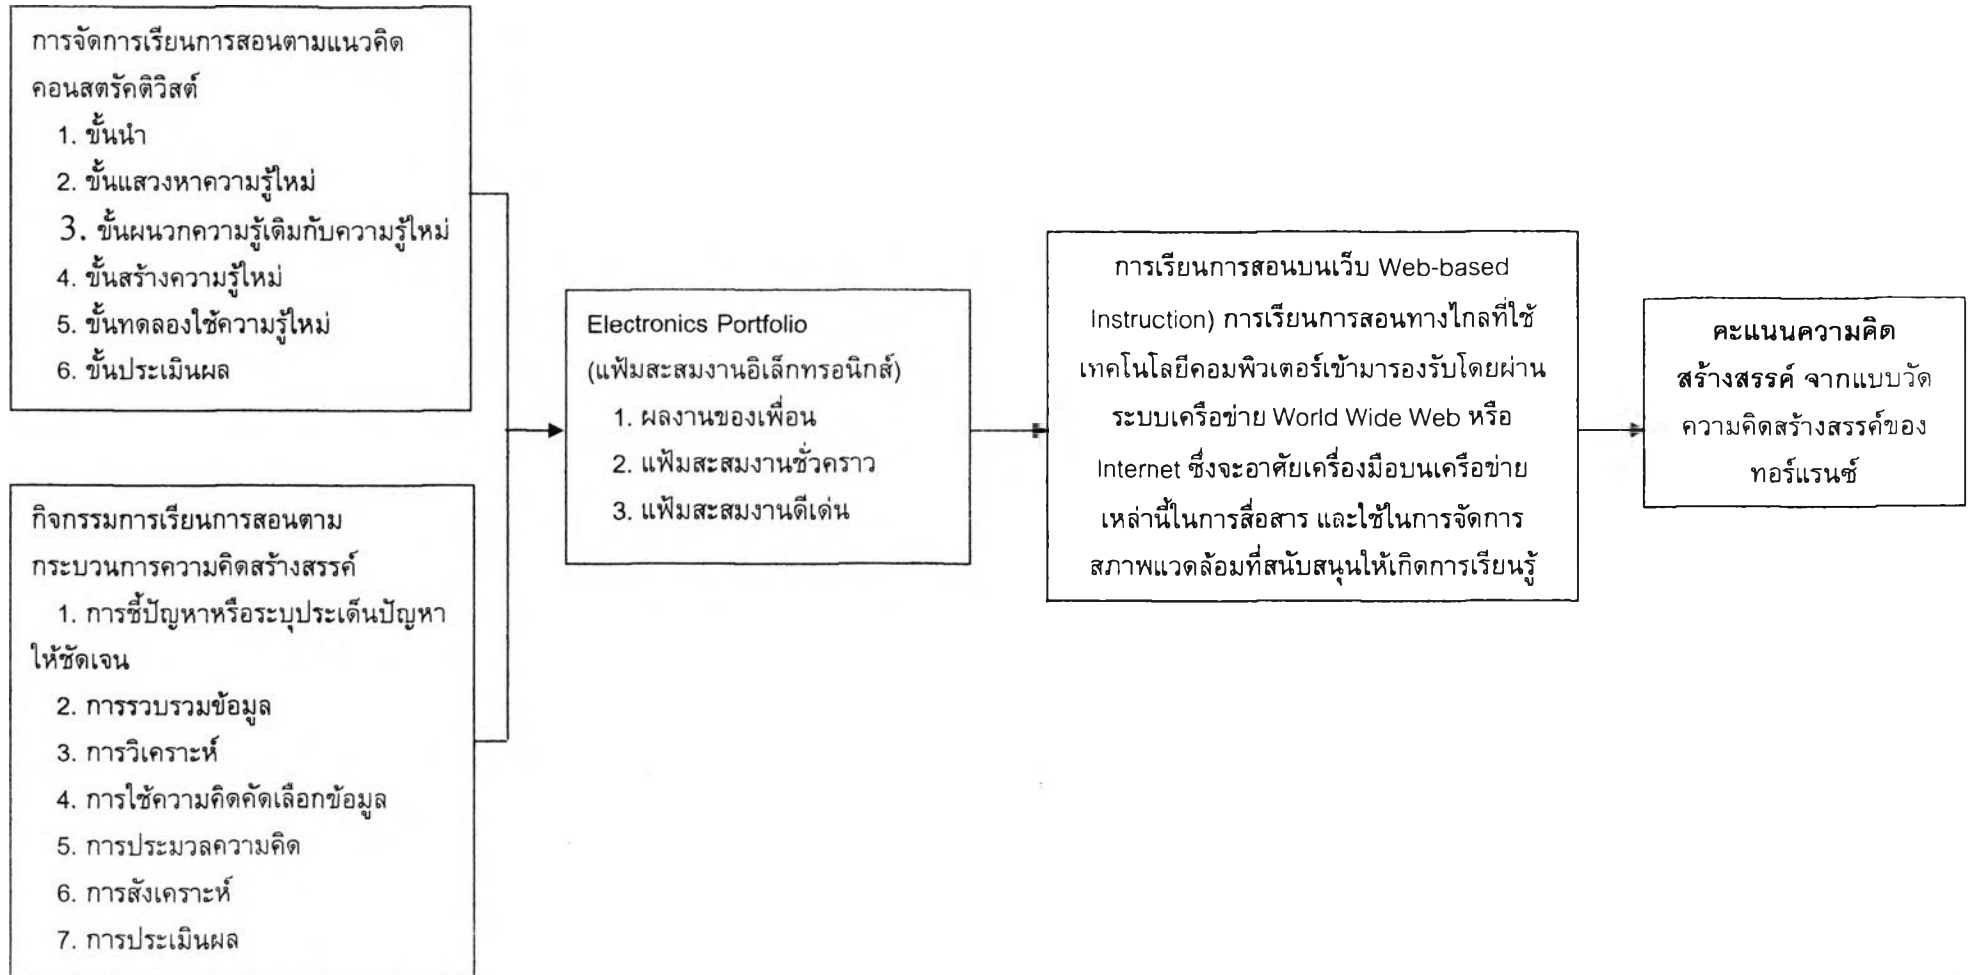 การจัดการเรียนการสอนตามแนวคิด
คอนสตรัคติวิสต์
1. ขั้นนำ
2. ขั้นแสวงหาความรู้ใหม่
3. ขั้นผนวกความรู้เดิมกับความรู้ใหม่
4. ขั้นสร้างความรู้ใหม่
5. ขั้นทดลองใช้ความรู้ใหม่
6. ขั้นประเมินผล
กิจกรรมการเรียนการสอนตาม
กระบวนการความคิดสร้างสรรค์
1. การชี้ปัญหาหรือระบุประเด็นปัญหา
ให้ชัดเจน
2. การรวบรวมข้อมูล
3. การวิเคราะห์
4. การใช้ความคิดคัดเลือกข้อมูล
5. การประมวลความคิด
6. การสังเคราะห์
7. การประเมินผล
Electronics Portfolio
(แฟ้มสะสมงานอิเล็กทรอนิกส์)
1. ผลงานของเพื่อน
2. แฟ้มสะสมงานชั่วคราว
3. แฟ้มสะสมงานดีเด่น
การเรียนการสอนบนเว็บ Web-based
Instruction) การเรียนการสอนทางไกลที่ใช้
เทคโนโลยีคอมพิวเตอร์เข้ามารองรับโดยผ่าน
ระบบเครือข่าย World Wide Web หรือ
Internet ซึ่งจะอาศัยเครื่องมือบนเครือข่าย
เหล่านี้ในการสื่อสาร และใช้ในการจัดการ
สภาพแวดล้อมที่สนับสนุนให้เกิดการเรียนรู้
คะแนนความคิด
สร้างสรรค์ จากแบบวัด
ความคิดสร้างสรรค์ของ
ทอร์แรนซ์